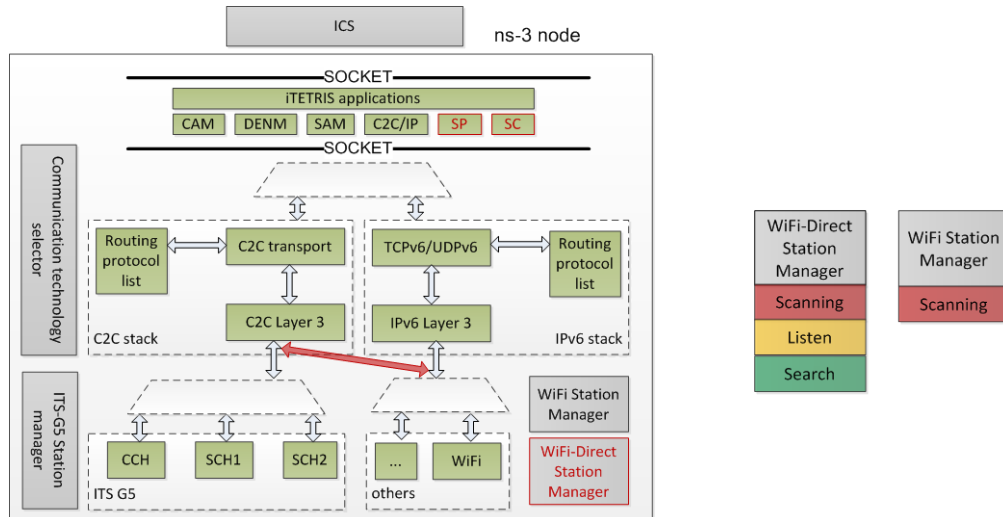 ICS
ns-3 node
SOCKET
iTETRIS applications
CAM DENM SAM C2C/IP SP SC
SOCKET
Communication technology
selector
Routing
protocol
list
C2C transport
TCPv6/UDPv6
Routing
protocol
list
C2C Layer 3
IPv6 Layer 3
C2C stack
IPv6 stack
ITS-G5 Station
manager
WiFi Station
Manager
CCH SCH1 SCH2
... WiFi
WiFi-Direct
Station
Manager
ITS G5
others
WiFi-Direct
Station
Manager
Scanning
Listen
Search
WiFi Station
Manager
Scanning